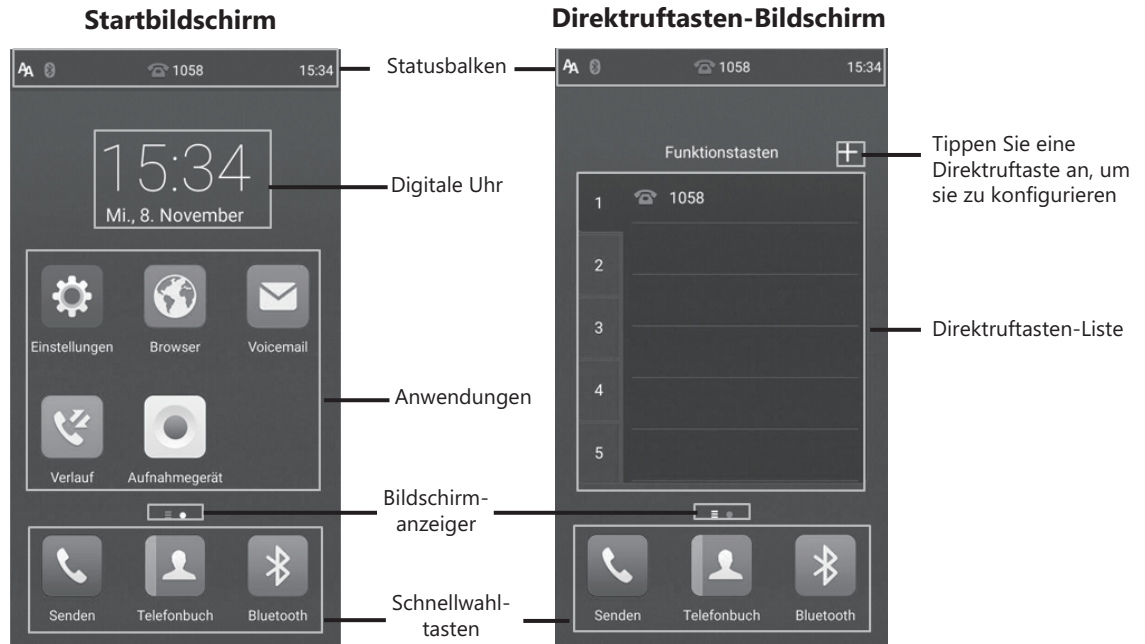 Startbildschirm
Direktruftasten-Bildschirm
AA 1058 15:34
Statusbalken
AA 1058 15:34
15:34
Mi., 8. November
Digitale Uhr
Funktionstasten
Tippen Sie eine
Direktruftaste an, um
sie zu konfigurieren
1 1058
2
3
4
5
Direktruftasten-Liste
Einstellungen Browser Voicemail
Verlauf Aufnahmegerät
Anwendungen
Bildschirm-
anzeiger
Senden Telefonbuch Bluetooth
Schnellwahl-
tasten
Senden Telefonbuch Bluetooth